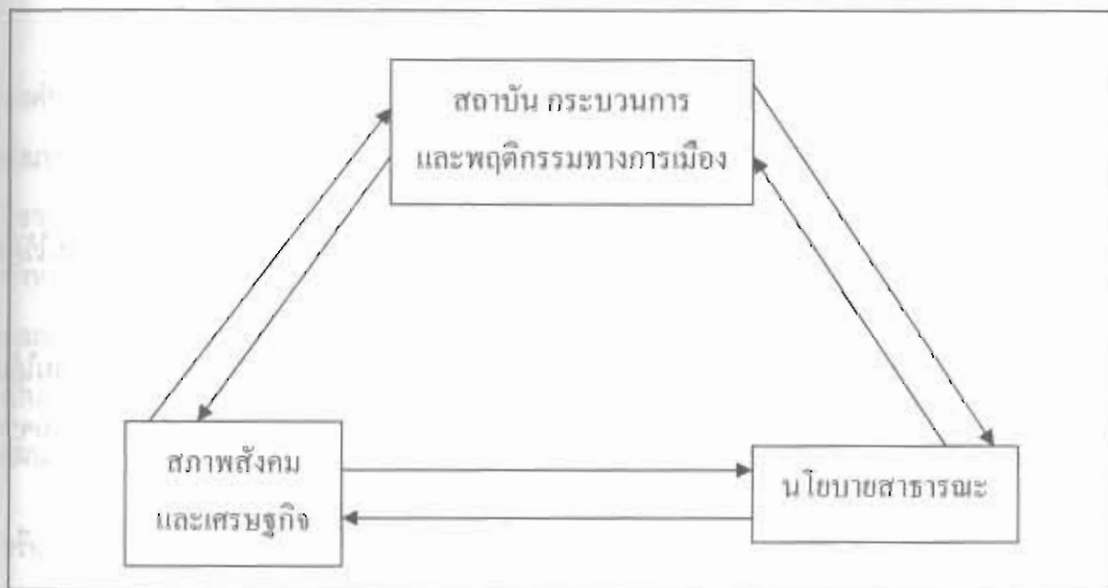 สถาบัน กระบวนการ
และพฤติกรรมทางการเมือง
สภาพสังคม
และเศรษฐกิจ
นโยบายสาธารณะ